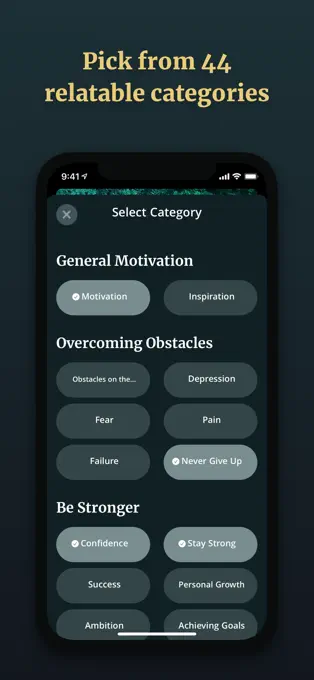 Pick from 44
relatable categories
9:41
Select Category
General Motivation
Motivation
Inspiration
Overcoming Obstacles
Obstacles on the...
Depression
Fear
Pain
Failure
Never Give Up
Be Stronger
Confidence
Stay Strong
Success
Personal Growth
Ambition
Achieving Goals